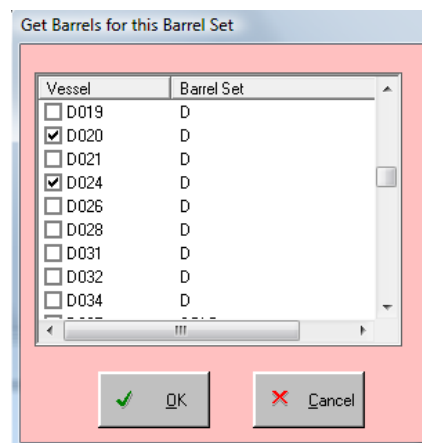 Get Barrels for this Barrel Set
Vessel Barrel Set
D019 D
D020 D
D021 D
D024 D
D026 D
D028 D
D031 D
D032 D
D034 D
OK Cancel